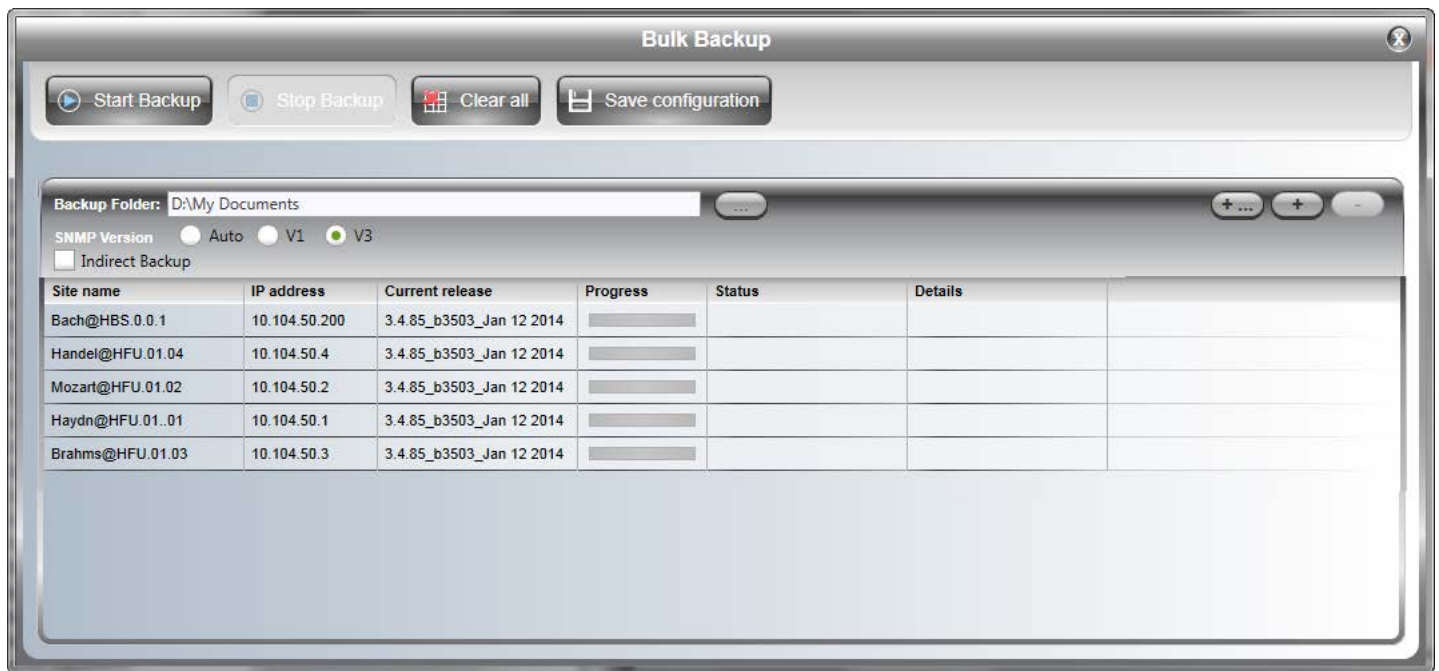 Bulk Backup
Start Backup Stop Backup Clear all Save configuration
Backup Folder: D:\My Documents ... + ... + -
SNMP Version Auto V1 V3
Indirect Backup
Site name IP address Current release Progress Status Details
Bach@HBS.0.0.1 10.104.50.200 3.4.85_b3503_Jan 12 2014
Handel@HFU.01.04 10.104.50.4 3.4.85_b3503_Jan 12 2014
Mozart@HFU.01.02 10.104.50.2 3.4.85_b3503_Jan 12 2014
Haydn@HFU.01..01 10.104.50.1 3.4.85_b3503_Jan 12 2014
Brahms@HFU.01.03 10.104.50.3 3.4.85_b3503_Jan 12 2014